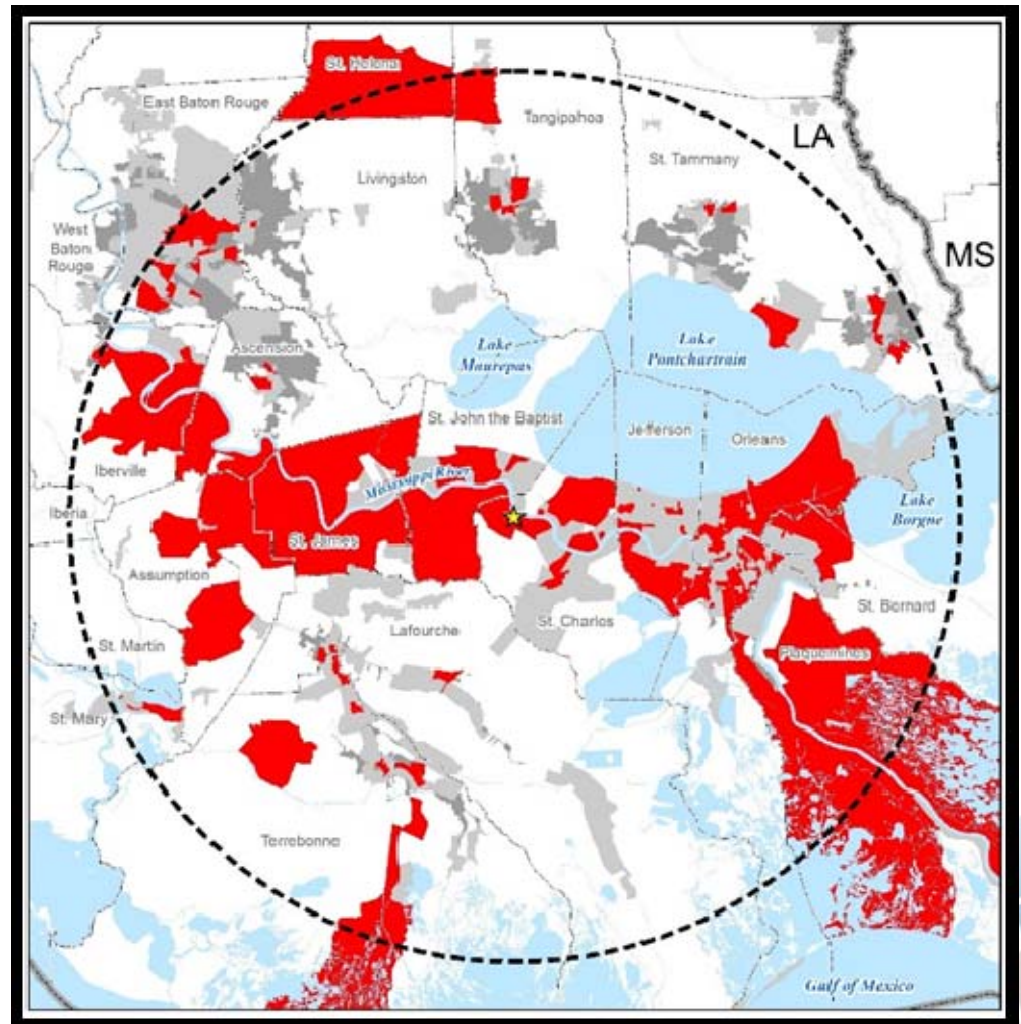 St. Helena
East Baton Rouge
Tangipahoa
LA
St. Tammany
Livingston
West
Baton
Rouge
MS
Lake
Maurepas
Lake
Pontchartrain
Ascension
St. John the Baptist
Jefferson
Orleans
Iberville
Mississippi River
Lake
Borgne
Iberia
St. James
Assumption
St. Bernard
St. Charles
Lafourche
St. Martin
Plaquemines
St. Mary
Terrebonne
Gulf of Mexico